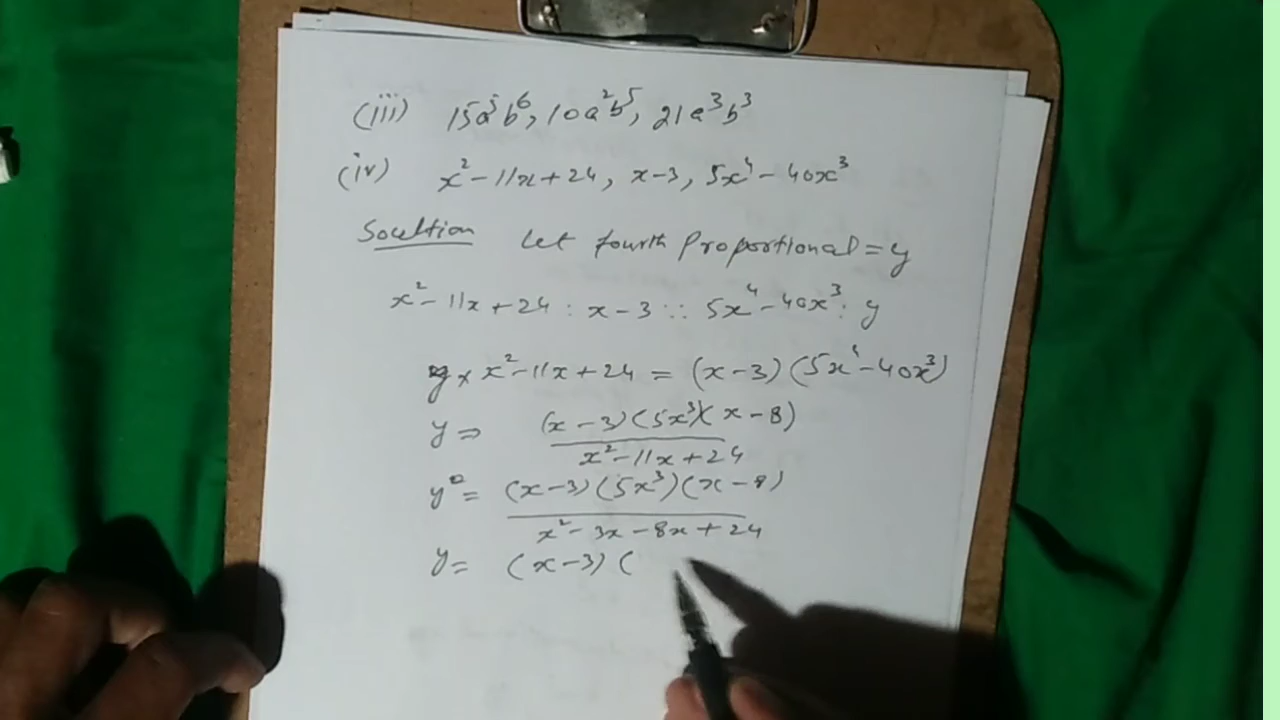 (iii) 15a⁵b⁶, 10a²b⁵, 21a³b³
(iv) x² - 11x + 24, x - 3, 5x⁴ - 40x³
Soultion Let fourth Proportional = y
x² - 11x + 24 : x - 3 :: 5x⁴ - 40x³ : y
y × x² - 11x + 24 = (x - 3) (5x⁴ - 40x³)
y ⇒ (x - 3)(5x³)(x - 8)
x² - 11x + 24
y = (x - 3)(5x³)(x - 8)
x² - 3x - 8x + 24
y = (x - 3) (